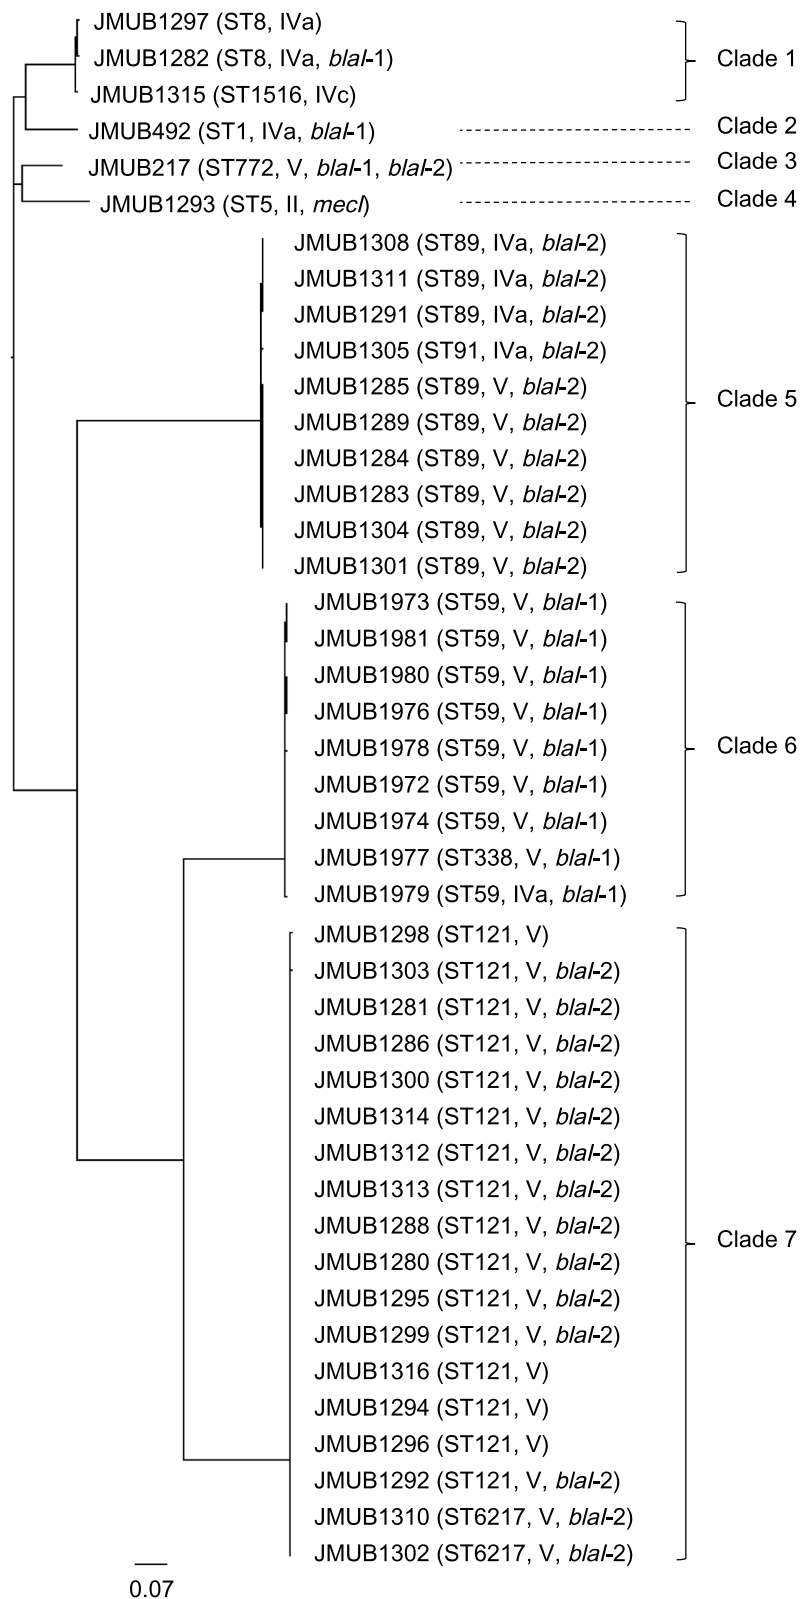 JMUB1297 (ST8, IVa)
JMUB1282 (ST8, IVa, blaI-1)
Clade 1
JMUB1315 (ST1516, IVc)
JMUB492 (ST1, IVa, blaI-1)
Clade 2
JMUB217 (ST772, V, blaI-1, blaI-2)
Clade 3
JMUB1293 (ST5, II, mecI)
Clade 4
JMUB1308 (ST89, IVa, blaI-2)
JMUB1311 (ST89, IVa, blaI-2)
JMUB1291 (ST89, IVa, blaI-2)
JMUB1305 (ST91, IVa, blaI-2)
JMUB1285 (ST89, V, blaI-2)
Clade 5
JMUB1289 (ST89, V, blaI-2)
JMUB1284 (ST89, V, blaI-2)
JMUB1283 (ST89, V, blaI-2)
JMUB1304 (ST89, V, blaI-2)
JMUB1301 (ST89, V, blaI-2)
JMUB1973 (ST59, V, blaI-1)
JMUB1981 (ST59, V, blaI-1)
JMUB1980 (ST59, V, blaI-1)
JMUB1976 (ST59, V, blaI-1)
JMUB1978 (ST59, V, blaI-1)
Clade 6
JMUB1972 (ST59, V, blaI-1)
JMUB1974 (ST59, V, blaI-1)
JMUB1977 (ST338, V, blaI-1)
JMUB1979 (ST59, IVa, blaI-1)
JMUB1298 (ST121, V)
JMUB1303 (ST121, V, blaI-2)
JMUB1281 (ST121, V, blaI-2)
JMUB1286 (ST121, V, blaI-2)
JMUB1300 (ST121, V, blaI-2)
JMUB1314 (ST121, V, blaI-2)
JMUB1312 (ST121, V, blaI-2)
JMUB1313 (ST121, V, blaI-2)
JMUB1288 (ST121, V, blaI-2)
Clade 7
JMUB1280 (ST121, V, blaI-2)
JMUB1295 (ST121, V, blaI-2)
JMUB1299 (ST121, V, blaI-2)
JMUB1316 (ST121, V)
JMUB1294 (ST121, V)
JMUB1296 (ST121, V)
JMUB1292 (ST121, V, blaI-2)
JMUB1310 (ST6217, V, blaI-2)
JMUB1302 (ST6217, V, blaI-2)
0.07